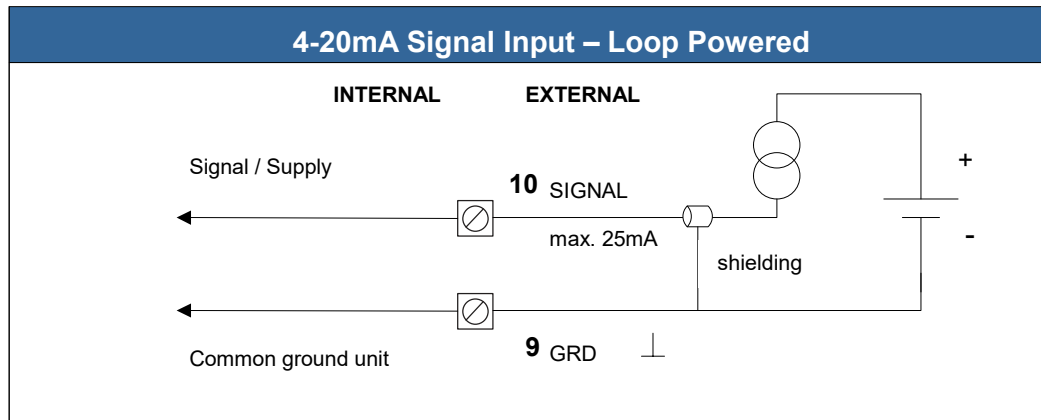 4-20mA Signal Input – Loop Powered
INTERNAL EXTERNAL
Signal / Supply
10 SIGNAL
max. 25mA
shielding
+
-
9 GRD
Common ground unit